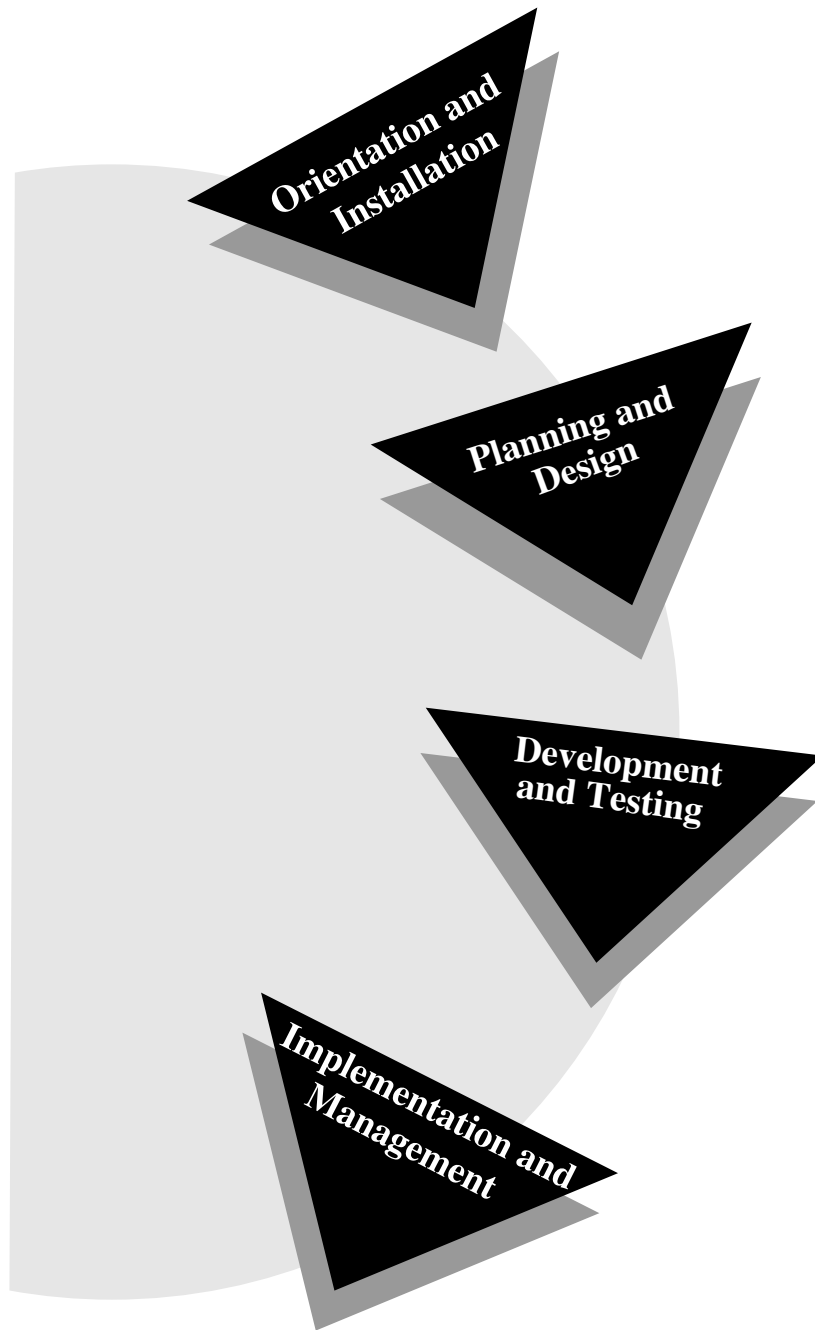 Orientation and
Installation
Planning and
Design
Development
and Testing
Implementation and
Management